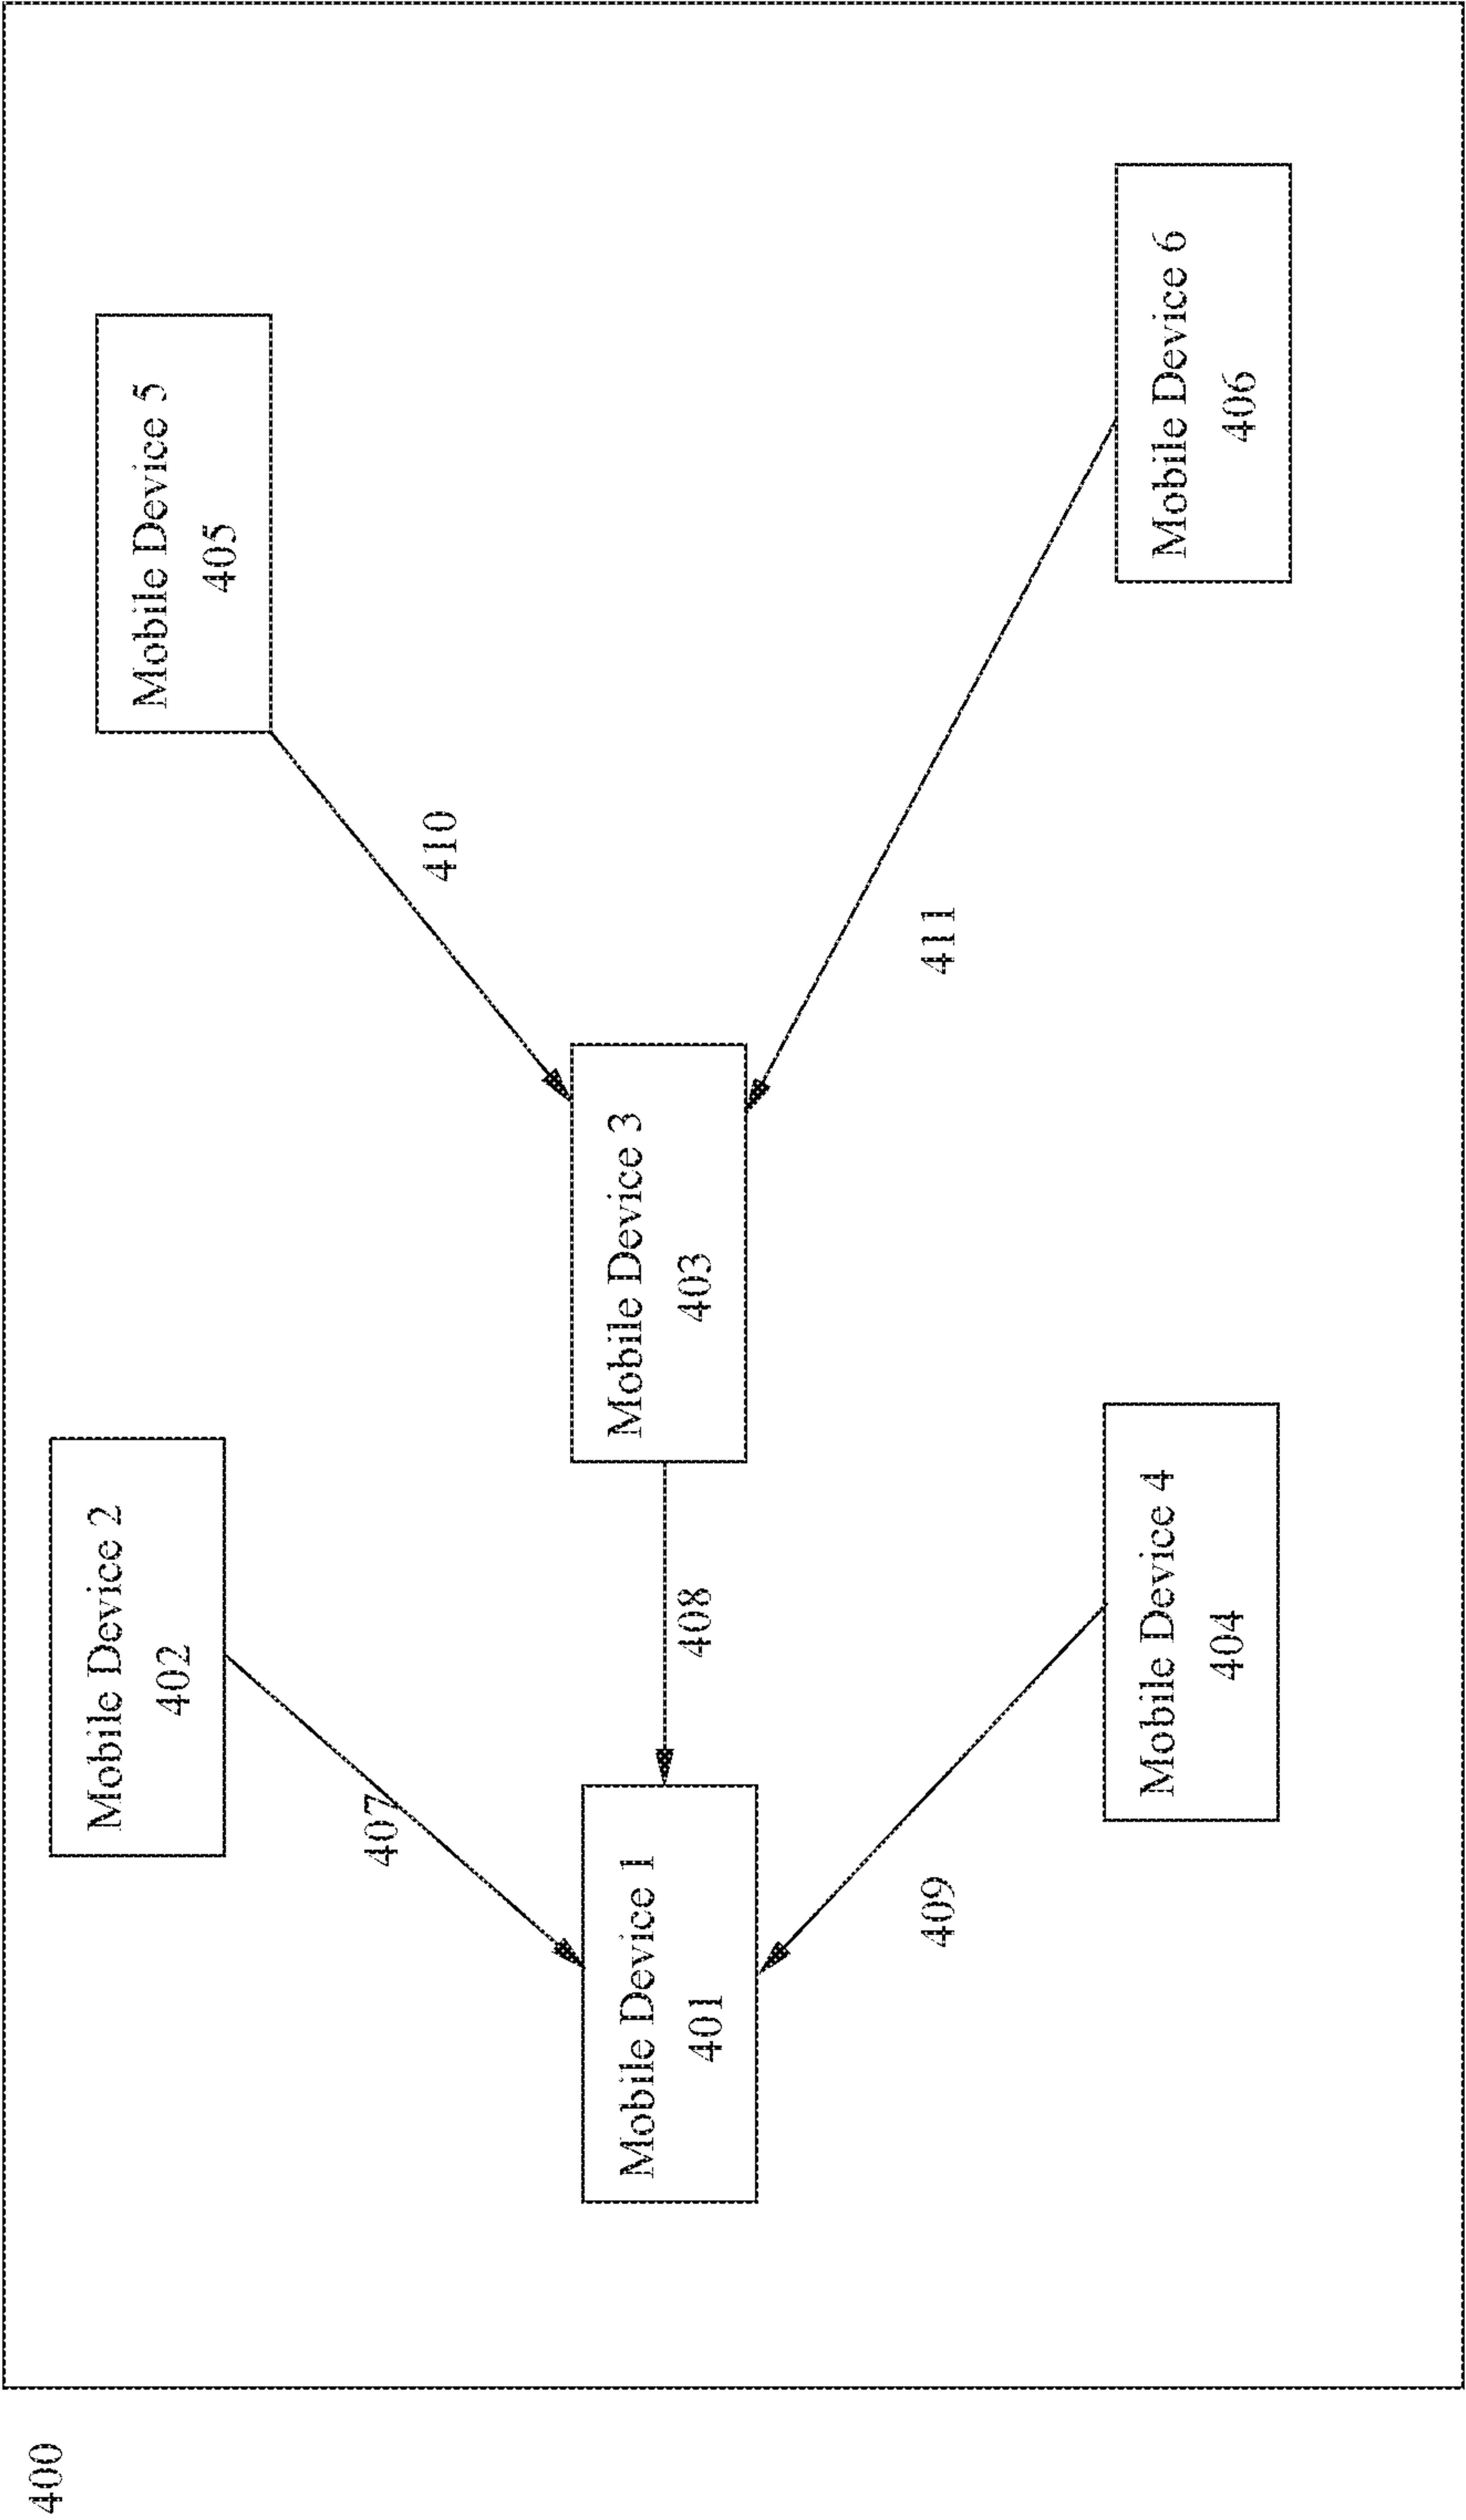 400
Mobile Device 2
402
Mobile Device 5
405
407
410
Mobile Device 1
401
408
Mobile Device 3
403
409
411
Mobile Device 4
404
Mobile Device 6
406